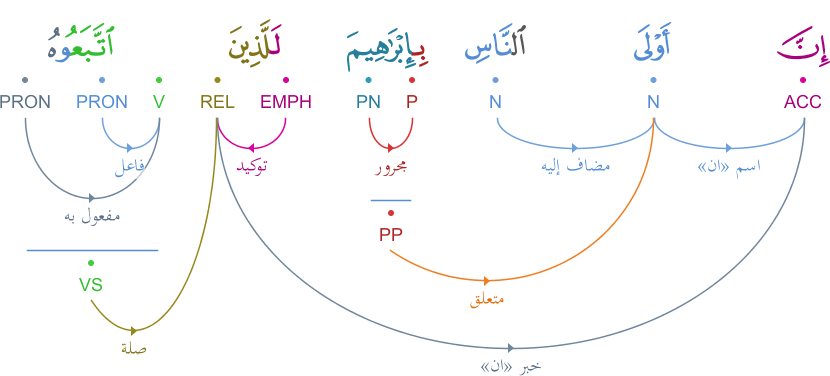 إِنَّ أَوْلَى ٱلنَّاسِ بِإِبْرَٰهِيمَ لَلَّذِينَ ٱتَّبَعُوهُ
PRON PRON V REL EMPH PN P N N ACC
فاعل توكيد مجرور مضاف إليه اسم «ان»
مفعول به
PP
VS
متعلق
صلة
خبر «ان»